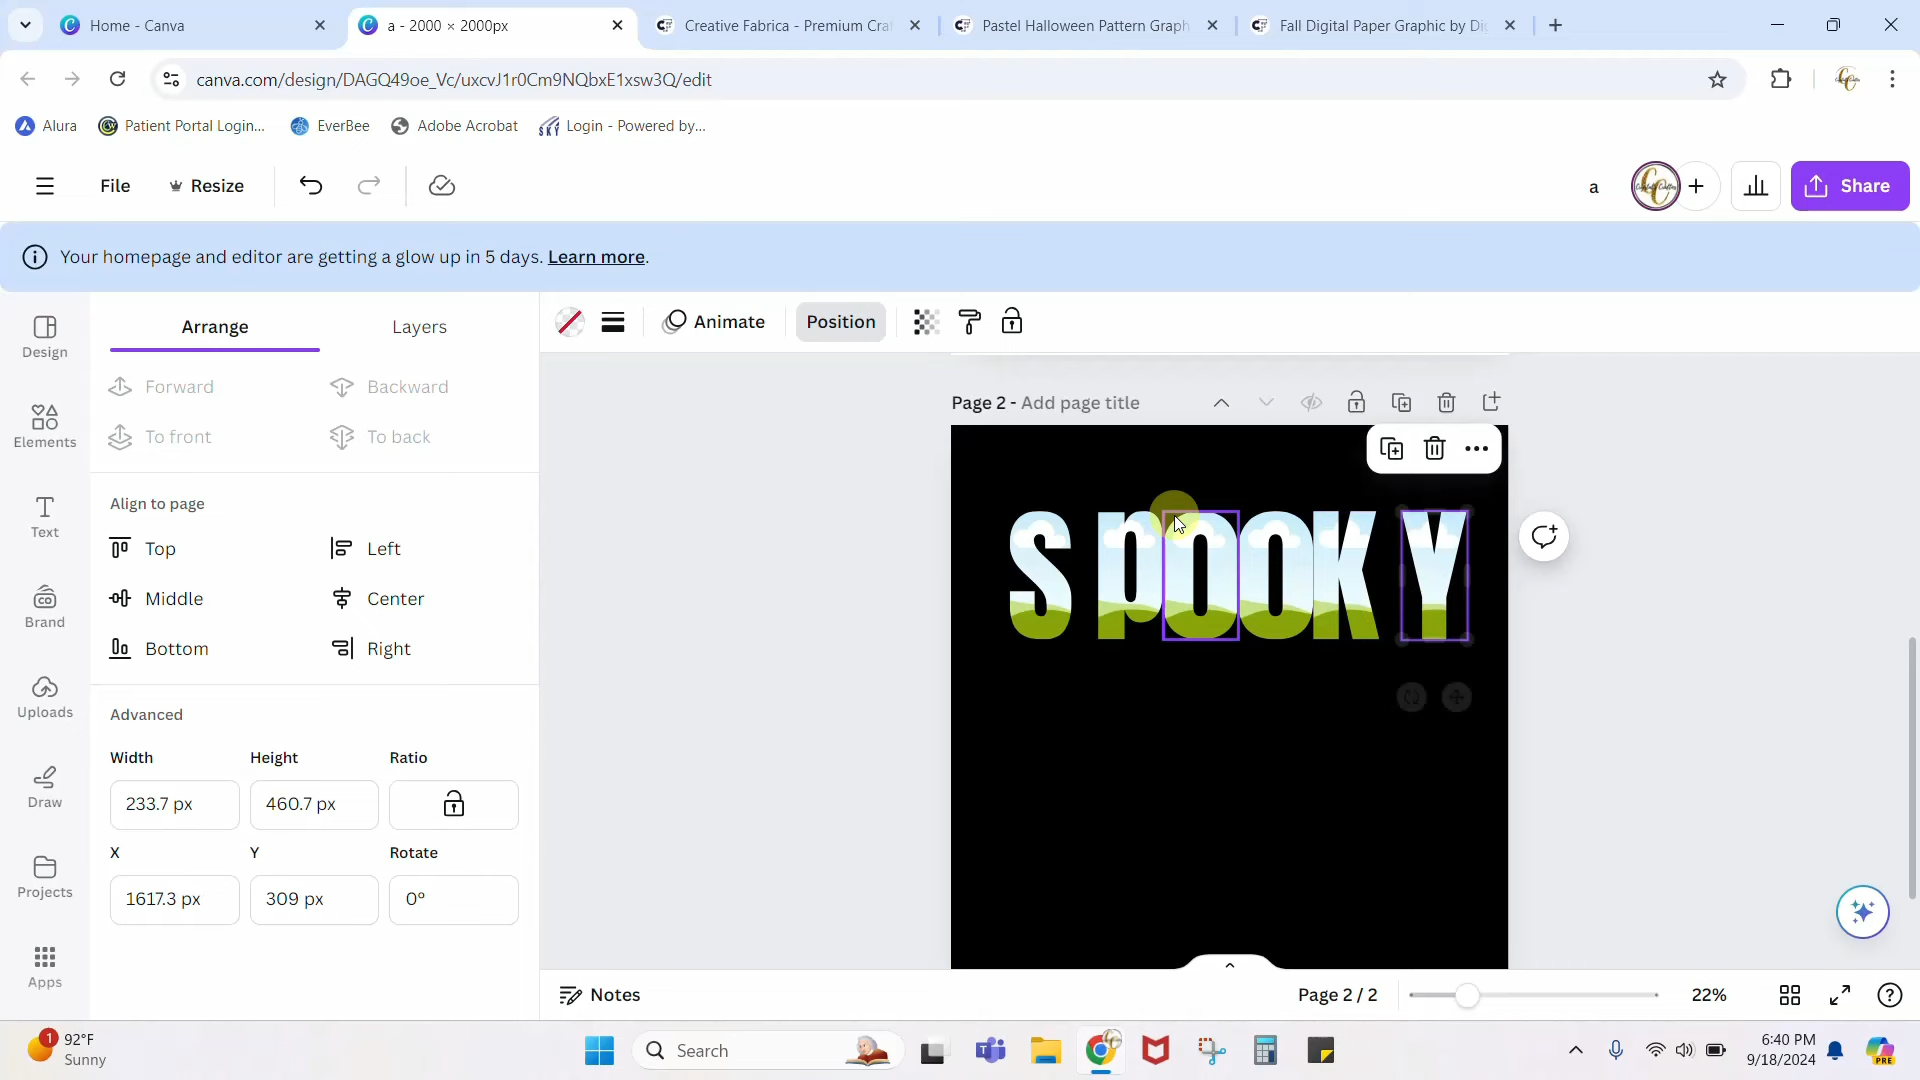 Home - Canva
a - 2000 × 2000px
Creative Fabrica - Premium Cra
Pastel Halloween Pattern Graph
Fall Digital Paper Graphic by Di
canva.com/design/DAGQ49oe_Vc/uxcvJ1r0Cm9NQbxE1xsw3Q/edit
Alura
Patient Portal Login...
EverBee
Adobe Acrobat
SKY
Login - Powered by...
File
Resize
a
Share
Your homepage and editor are getting a glow up in 5 days. Learn more.
Design
Elements
Text
Brand
Uploads
Draw
Projects
Apps
Arrange
Layers
Forward
Backward
To front
To back
Align to page
Top
Left
Middle
Center
Bottom
Right
Advanced
Width
Height
Ratio
233.7 px
460.7 px
X
Y
Rotate
1617.3 px
309 px
0°
Animate
Position
Page 2 - Add page title
SPOOKY
Notes
Page 2 / 2
22%
1
92°F
Sunny
Search
6:40 PM
9/18/2024
PRE